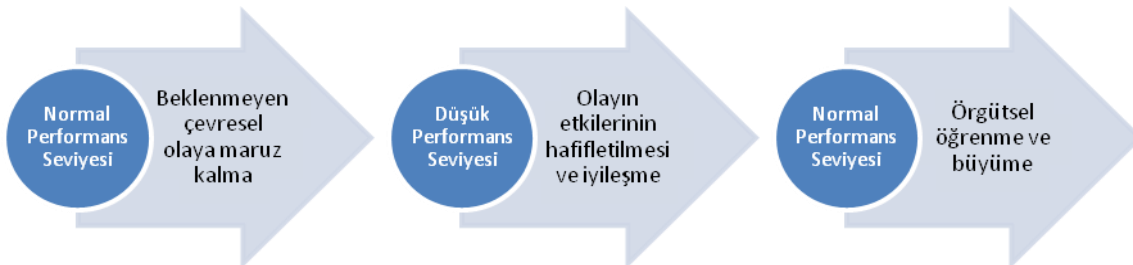 Normal
Performans
Seviyesi
Beklenmeyen
çevresel
olaya maruz
kalma
Düşük
Performans
Seviyesi
Olayın
etkilerinin
hafifletilmesi
ve iyileşme
Normal
Performans
Seviyesi
Örgütsel
öğrenme ve
büyüme